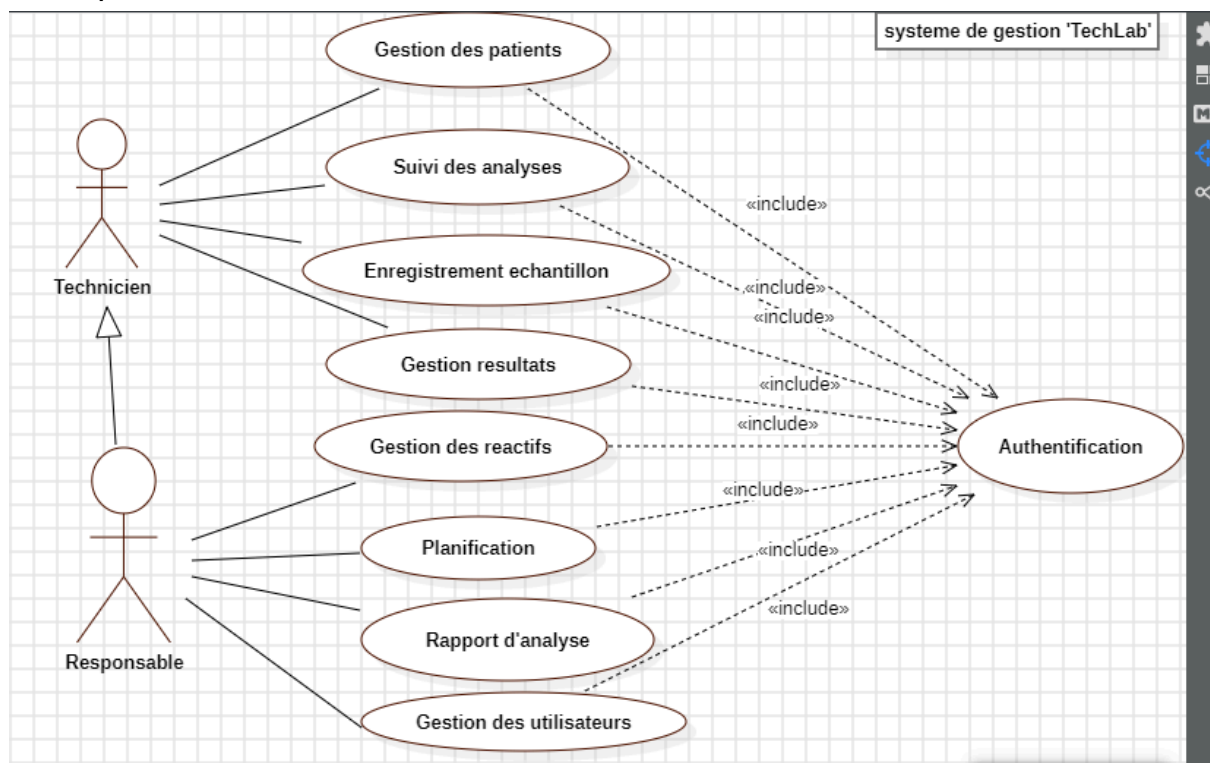 systeme de gestion 'TechLab'
Gestion des patients
Suivi des analyses
«include»
Enregistrement echantillon
Technicien
«include»
«include»
Gestion resultats
«include»
Gestion des reactifs
«include»
Authentification
«include»
Planification
«include»
Rapport d'analyse
«include»
Responsable
Gestion des utilisateurs
M